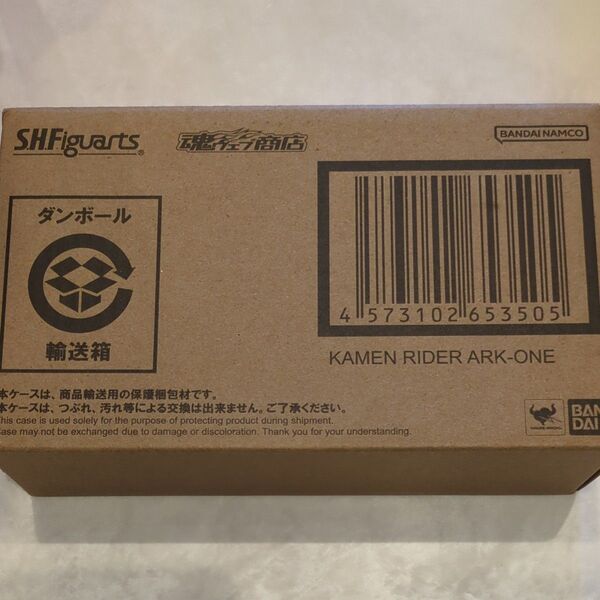 S.H.Figuarts®
魂ウェブ商店
BANDAI NAMCO
ダンボール
輸送箱
4 573102 653505
KAMEN RIDER ARK-ONE
本ケースは、商品輸送用の保護梱包材です。
本ケースは、つぶれ、汚れ等による交換は出来ません。ご了承ください。
This case is used solely for the purpose of protecting product during shipment.
Case may not be exchanged due to damage or discoloration. Thank you for your understanding.
BAN
DAI